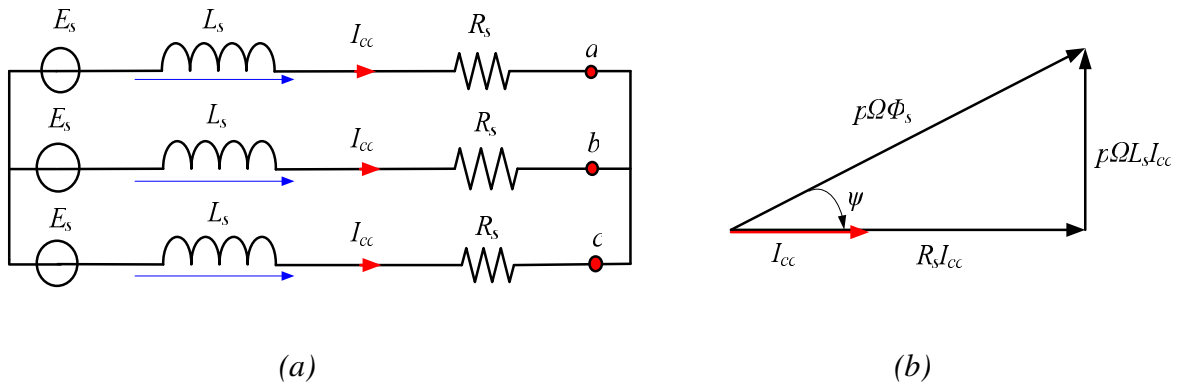 Es Ls Icc Rs a
Es Ls Icc Rs b
Es Ls Icc Rs c
pΩΦs
pΩLsIcc
ψ
Icc RsIcc
(a) (b)